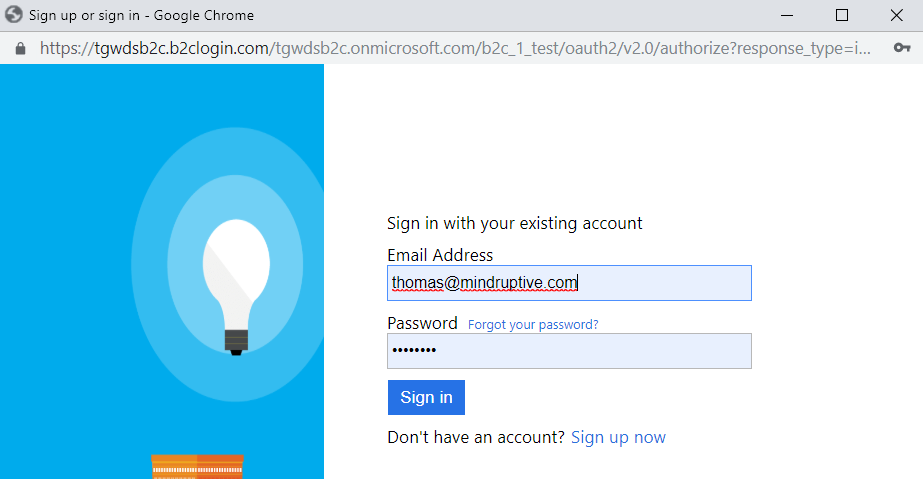 Sign up or sign in - Google Chrome
https://tgwdsb2c.b2clogin.com/tgwdsb2c.onmicrosoft.com/b2c_1_test/oauth2/v2.0/authorize?response_type=i...
Sign in with your existing account
Email Address
thomas@mindruptive.com
Password Forgot your password?
••••••••
Sign in
Don't have an account? Sign up now